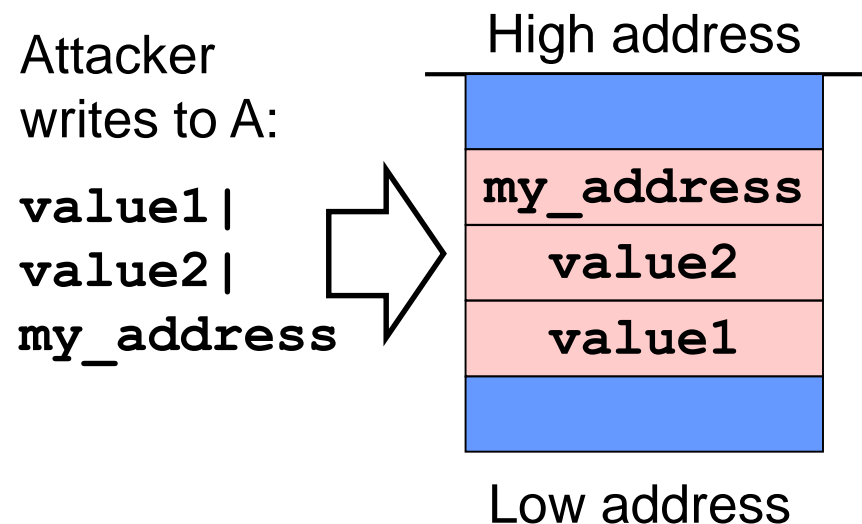 Attacker
writes to A:
value1|
value2|
my_address
High address
my_address
value2
value1
Low address